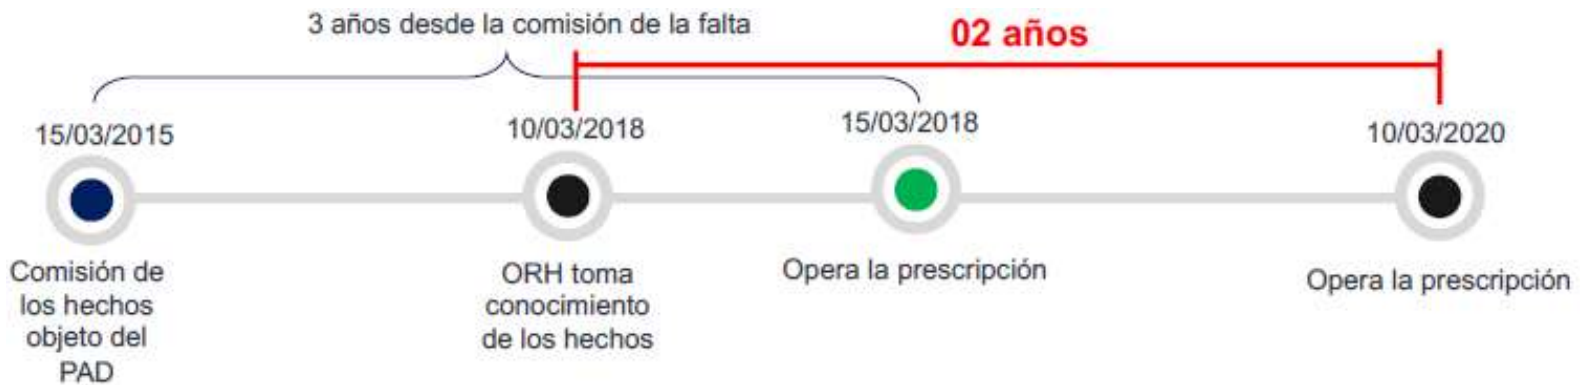 3 años desde la comisión de la falta
02 años
15/03/2015
10/03/2018
15/03/2018
10/03/2020
Comisión de
los hechos
objeto del
PAD
ORH toma
conocimiento
de los hechos
Opera la prescripción
Opera la prescripción